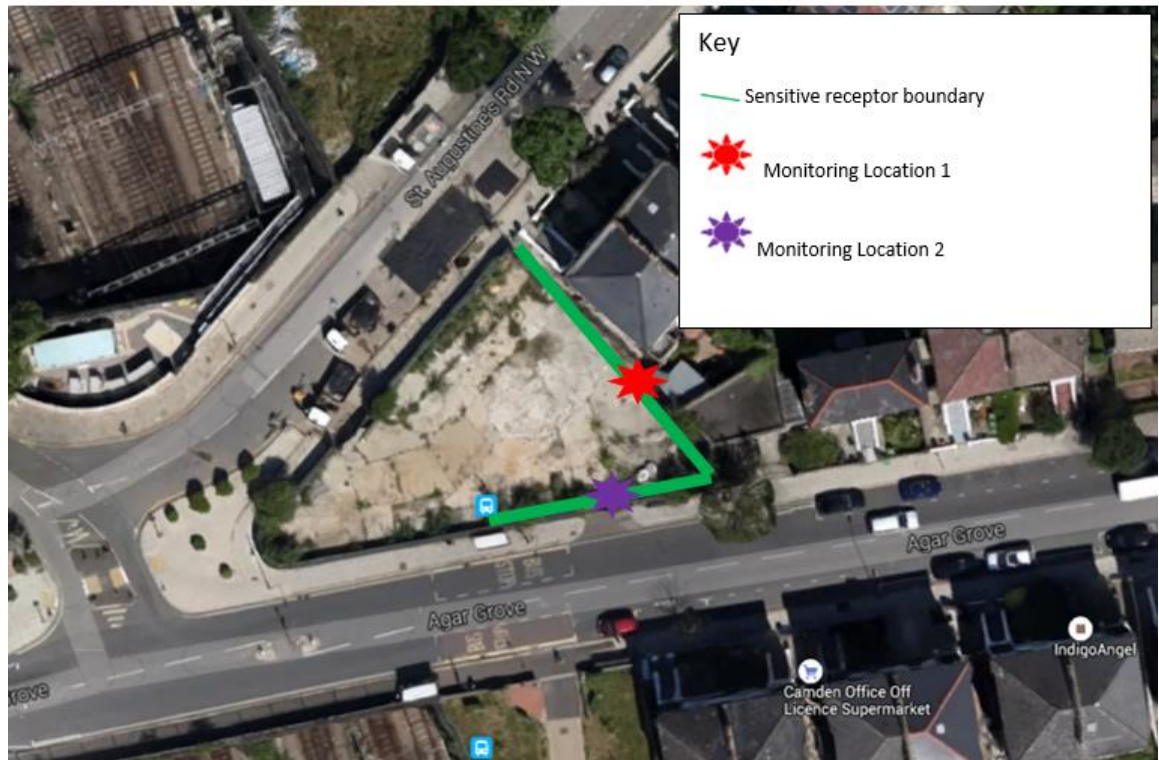 Key
Sensitive receptor boundary
Monitoring Location 1
Monitoring Location 2
St. Augustine's Rd N W
Agar Grove
Agar Grove
Grove
IndigoAngel
Camden Office Off
Licence Supermarket